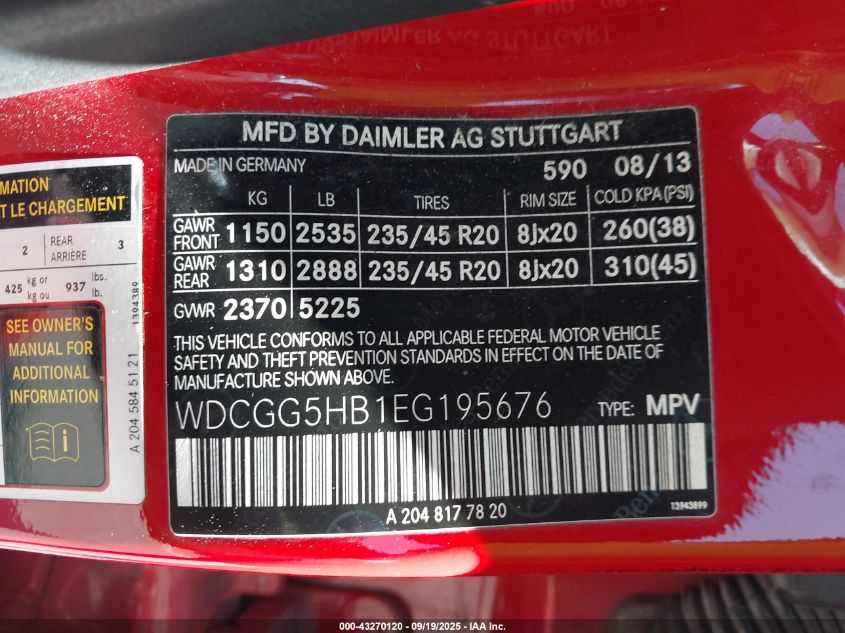 MFD BY DAIMLER AG STUTTGART
MADE IN GERMANY 590 08/13
KG LB TIRES RIM SIZE COLD KPA(PSI)
GAWR FRONT 1150 2535 235/45 R20 8Jx20 260(38)
GAWR REAR 1310 2888 235/45 R20 8Jx20 310(45)
GVWR 2370 5225
THIS VEHICLE CONFORMS TO ALL APPLICABLE FEDERAL MOTOR VEHICLE
SAFETY AND THEFT PREVENTION STANDARDS IN EFFECT ON THE DATE OF
MANUFACTURE
WDCGG5HB1EG195676 TYPE: MPV
A 204 817 78 20
13943899
MATION
T LE CHARGEMENT
2 REAR ARRIÈRE 3
425 kg or kg ou 937 lbs. lb.
SEE OWNER'S
MANUAL FOR
ADDITIONAL
INFORMATION
A 204 584 51 21
1394389
000-43270120 - 09/19/2025 - IAA Inc.